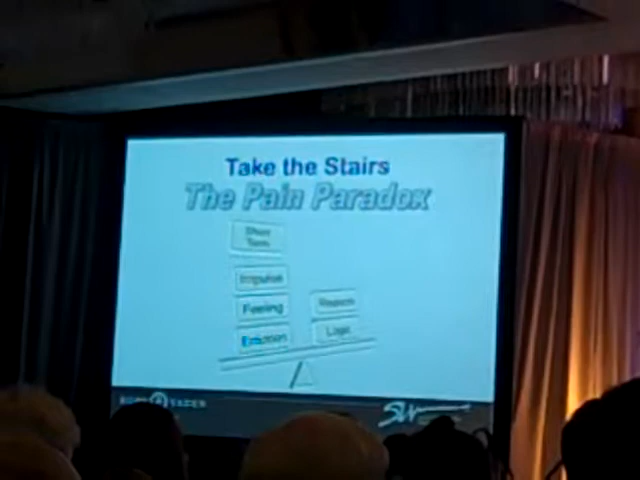 Take the Stairs
The Pain Paradox
Short
Term
Impulse
Feeling
Reason
Emotion
Logic